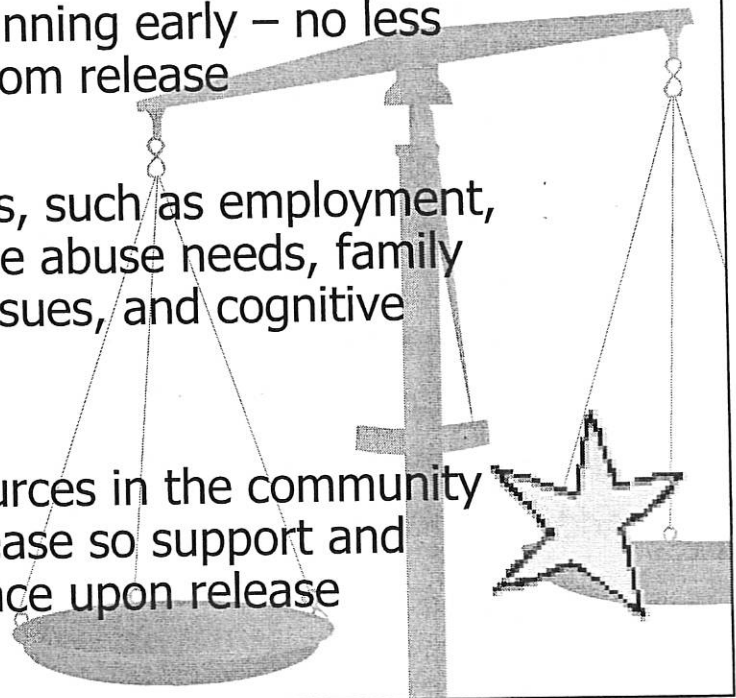 nning early – no less
om release
s, such as employment,
e abuse needs, family
sues, and cognitive
urces in the community
ease so support and
nce upon release